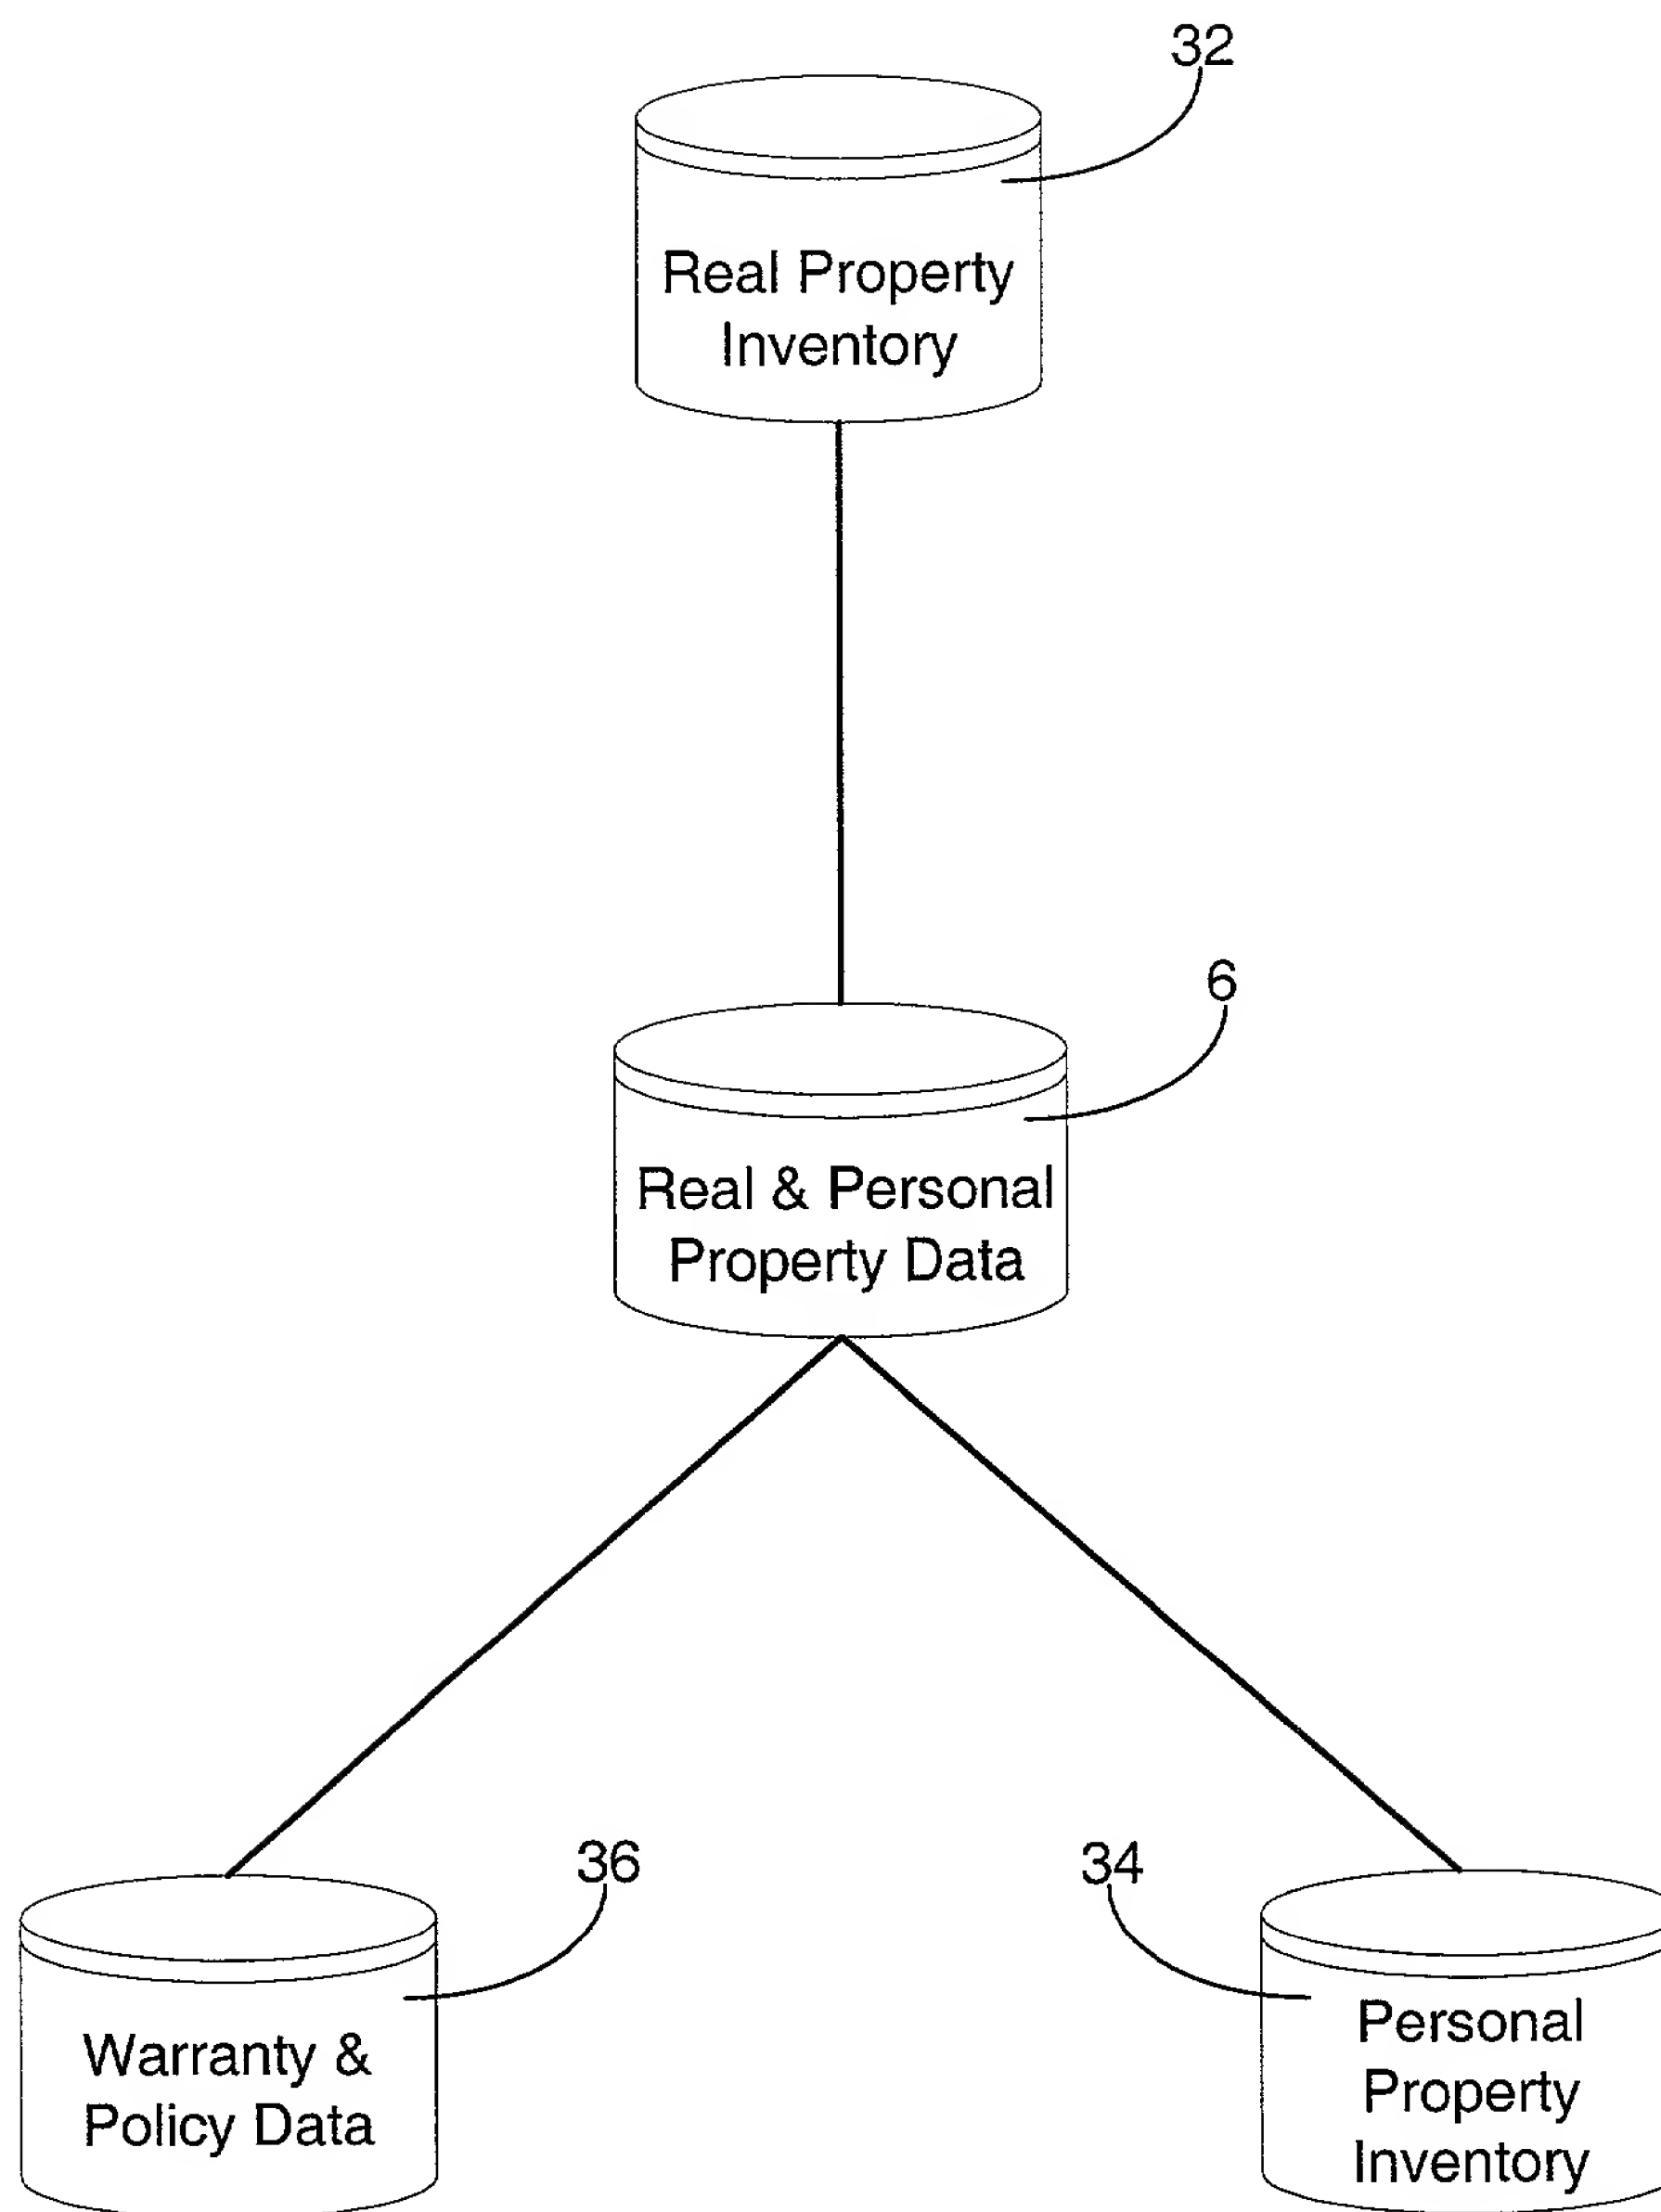 32
Real Property
Inventory
6
Real & Personal
Property Data
36
Warranty &
Policy Data
34
Personal
Property
Inventory